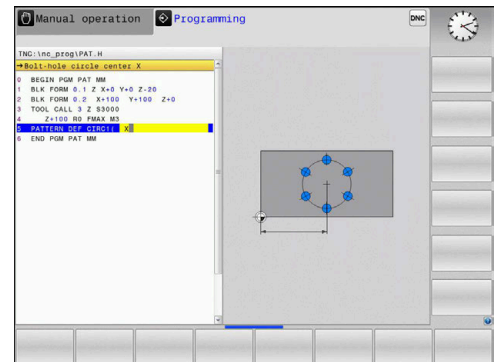 Manual operation
Programming
DNC
TNC:\nc_prog\PAT.H
→Bolt-hole circle center X
0 BEGIN PGM PAT MM
1 BLK FORM 0.1 Z X+0 Y+0 Z-20
2 BLK FORM 0.2 X+100 Y+100 Z+0
3 TOOL CALL 3 Z S3000
4 Z+100 R0 FMAX M3
5 PATTERN DEF CIRC1( X
6 END PGM PAT MM